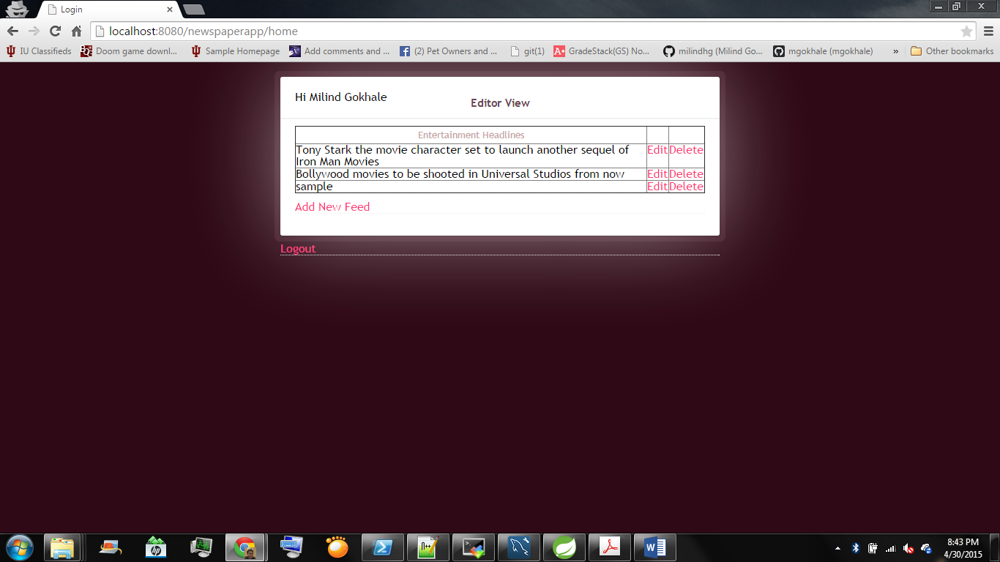 Login
localhost:8080/newspaperapp/home
IU Classifieds Doom game downl... Sample Homepage Add comments and ... (2) Pet Owners and ... git(1) A+ GradeStack(GS) No... milindhg (Milind Go... mgokhale (mgokhale) » Other bookmarks
Hi Milind Gokhale
Editor View
Entertainment Headlines
Tony Stark the movie character set to launch another sequel of Edit Delete
Iron Man Movies
Bollywood movies to be shooted in Universal Studios from now Edit Delete
sample Edit Delete
Add New Feed
Logout
8:43 PM
4/30/2015